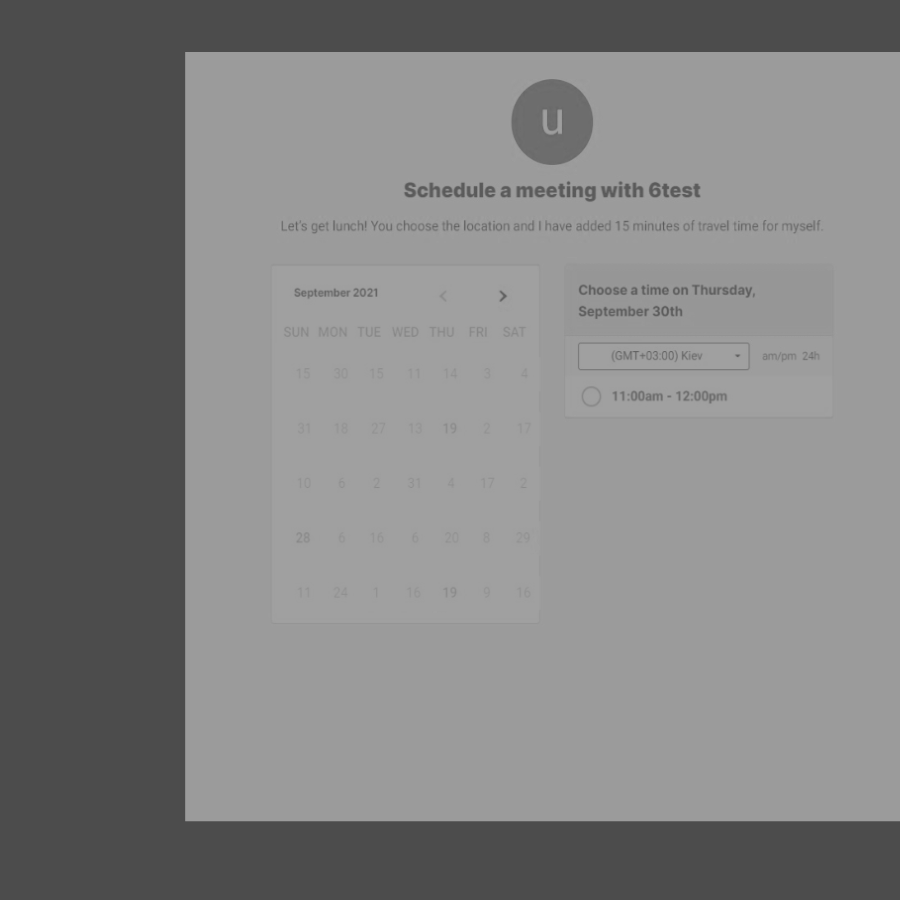 u
Schedule a meeting with 6test
Let's get lunch! You choose the location and I have added 15 minutes of travel time for myself.
September 2021
SUN MON TUE WED THU FRI SAT
15 30 15 11 14 3 4
31 18 27 13 19 2 17
10 6 2 31 4 17 2
28 6 16 6 20 8 29
11 24 1 16 19 9 16
Choose a time on Thursday,
September 30th
(GMT+03:00) Kiev am/pm 24h
11:00am - 12:00pm